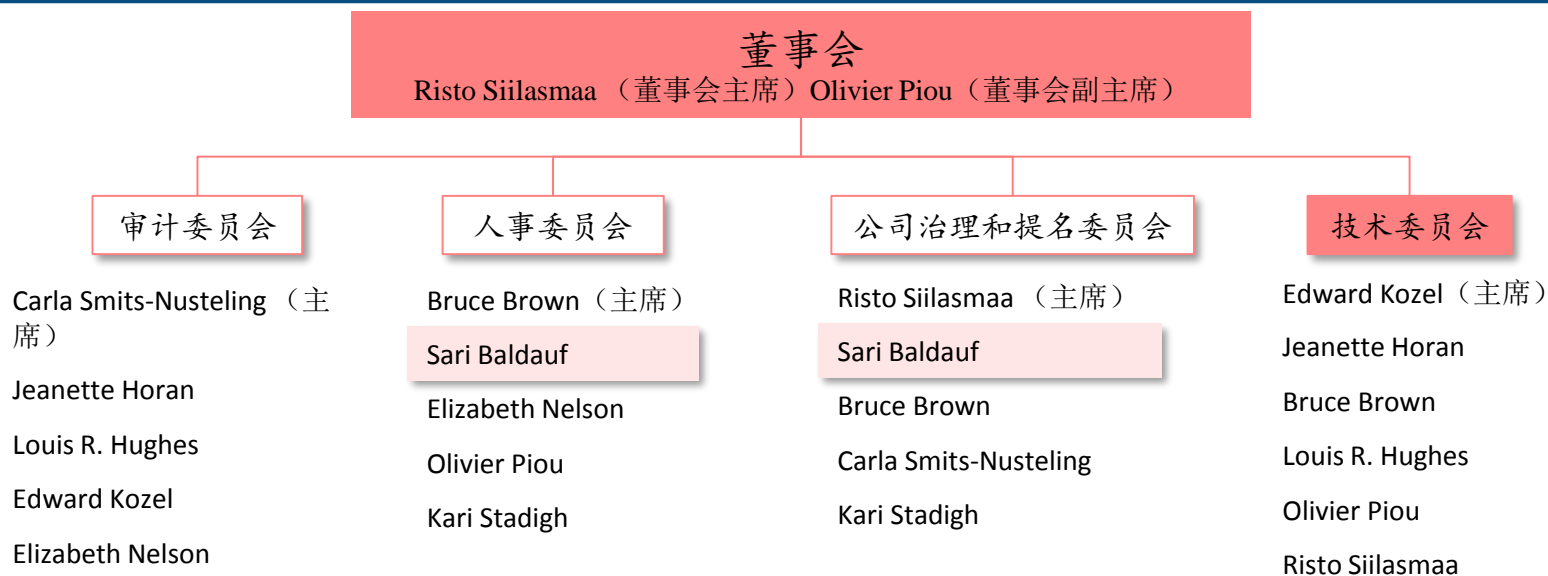 董事会
Risto Siilasmaa （董事会主席）Olivier Piou（董事会副主席）
审计委员会
Carla Smits-Nusteling （主
席）
Jeanette Horan
Louis R. Hughes
Edward Kozel
Elizabeth Nelson
人事委员会
Bruce Brown（主席）
Sari Baldauf
Elizabeth Nelson
Olivier Piou
Kari Stadigh
公司治理和提名委员会
Risto Siilasmaa （主席）
Sari Baldauf
Bruce Brown
Carla Smits-Nusteling
Kari Stadigh
技术委员会
Edward Kozel（主席）
Jeanette Horan
Bruce Brown
Louis R. Hughes
Olivier Piou
Risto Siilasmaa